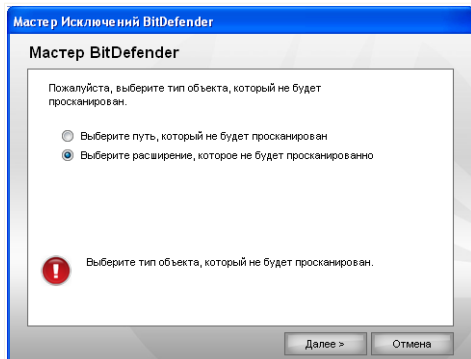 Мастер Исключений BitDefender
Мастер BitDefender
Пожалуйста, выберите тип объекта, который не будет
просканирован.
Выберите путь, который не будет просканирован
Выберите расширение, которое не будет просканированно
Выберите тип объекта, который не будет просканирован.
Далее >
Отмена